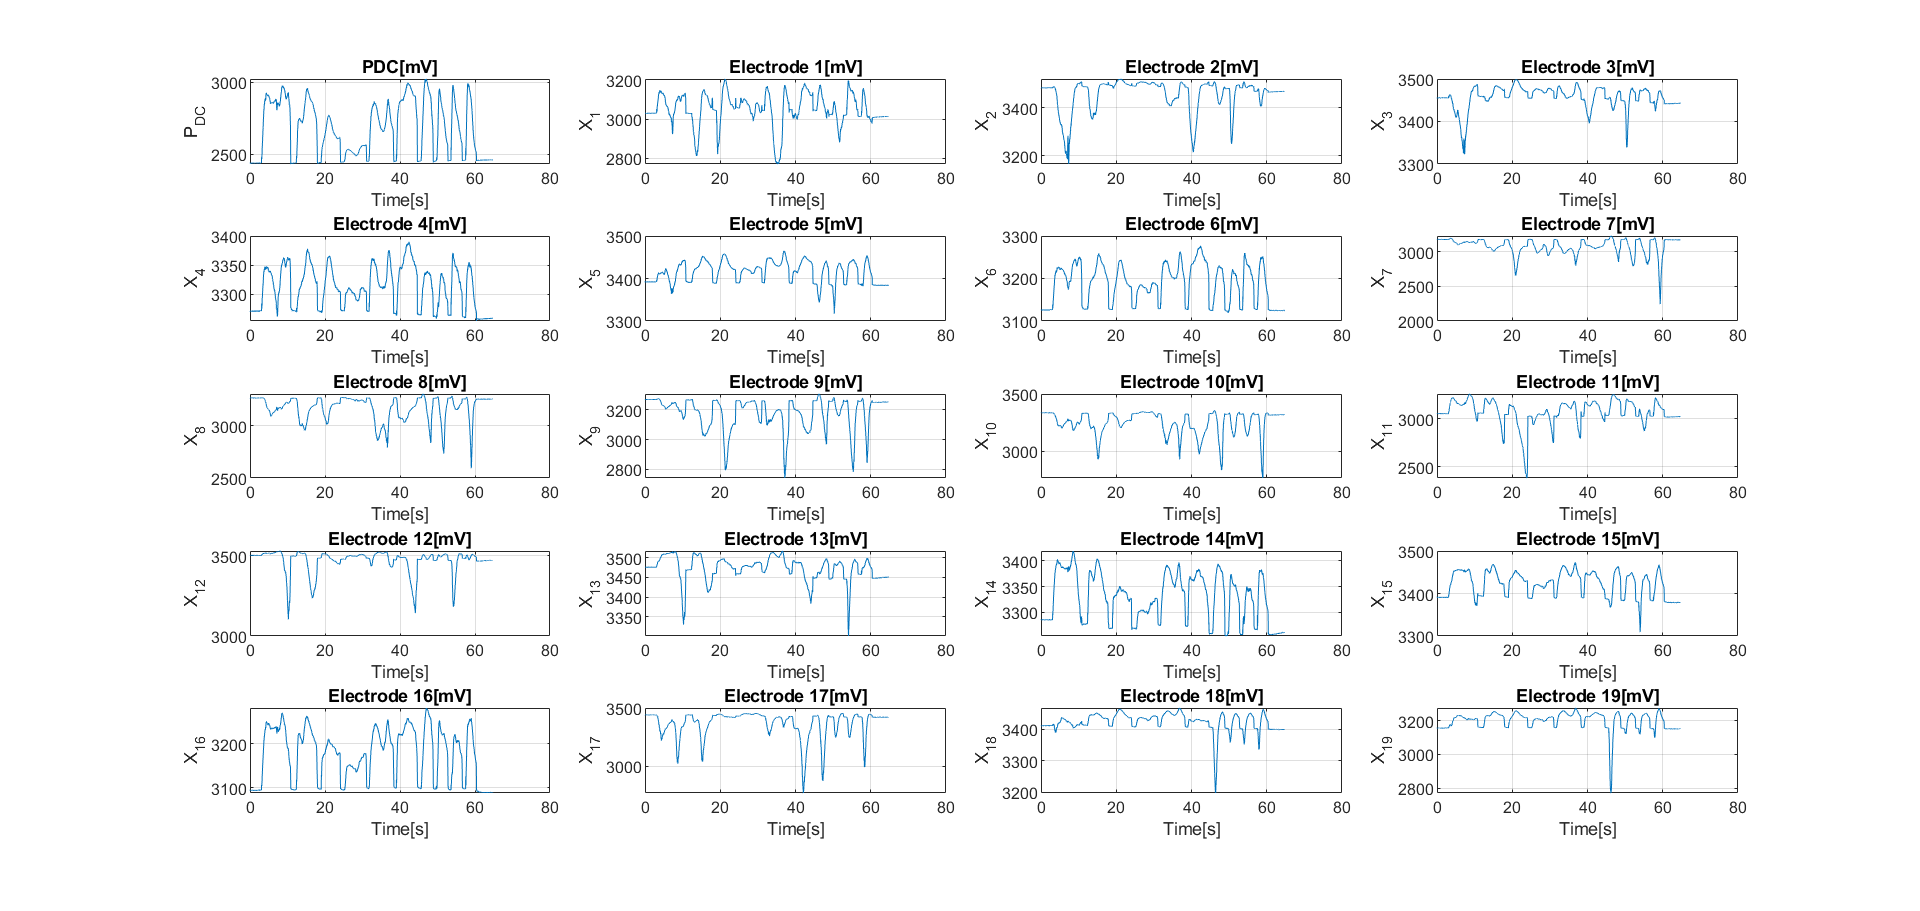 PDC[mV] Electrode 1[mV] Electrode 2[mV] Electrode 3[mV]
3000 2500 P_DC 0 20 40 60 80 Time[s]
3200 3000 2800 X_1 0 20 40 60 80 Time[s]
3400 3200 X_2 0 20 40 60 80 Time[s]
3500 3400 3300 X_3 0 20 40 60 80 Time[s]
Electrode 4[mV] Electrode 5[mV] Electrode 6[mV] Electrode 7[mV]
3400 3350 3300 X_4 0 20 40 60 80 Time[s]
3500 3400 3300 X_5 0 20 40 60 80 Time[s]
3300 3200 3100 X_6 0 20 40 60 80 Time[s]
3000 2500 2000 X_7 0 20 40 60 80 Time[s]
Electrode 8[mV] Electrode 9[mV] Electrode 10[mV] Electrode 11[mV]
3000 2500 X_8 0 20 40 60 80 Time[s]
3200 3000 2800 X_9 0 20 40 60 80 Time[s]
3500 3000 X_10 0 20 40 60 80 Time[s]
3000 2500 X_11 0 20 40 60 80 Time[s]
Electrode 12[mV] Electrode 13[mV] Electrode 14[mV] Electrode 15[mV]
3500 3000 X_12 0 20 40 60 80 Time[s]
3500 3450 3400 3350 X_13 0 20 40 60 80 Time[s]
3400 3350 3300 X_14 0 20 40 60 80 Time[s]
3500 3400 3300 X_15 0 20 40 60 80 Time[s]
Electrode 16[mV] Electrode 17[mV] Electrode 18[mV] Electrode 19[mV]
3200 3100 X_16 0 20 40 60 80 Time[s]
3500 3000 X_17 0 20 40 60 80 Time[s]
3400 3300 3200 X_18 0 20 40 60 80 Time[s]
3200 3000 2800 X_19 0 20 40 60 80 Time[s]